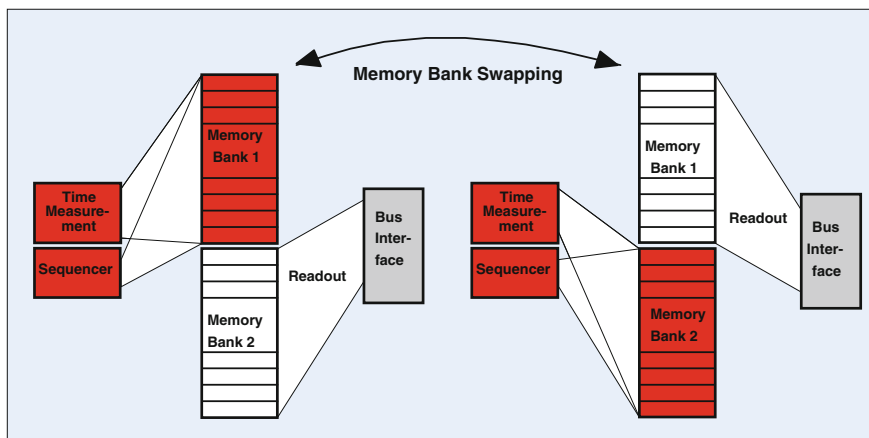 Memory Bank Swapping
Memory
Bank 1
Time
Measure-
ment
Sequencer
Memory
Bank 2
Readout
Bus
Inter-
face
Memory
Bank 1
Time
Measure-
ment
Sequencer
Memory
Bank 2
Readout
Bus
Inter-
face